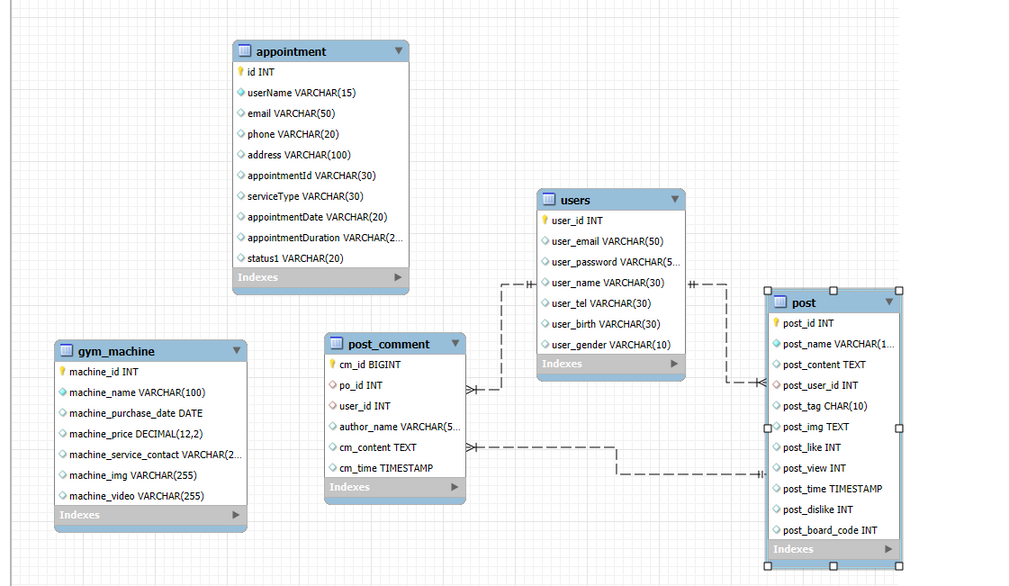 appointment
id INT
userName VARCHAR(15)
email VARCHAR(50)
phone VARCHAR(20)
address VARCHAR(100)
appointmentId VARCHAR(30)
serviceType VARCHAR(30)
appointmentDate VARCHAR(20)
appointmentDuration VARCHAR(2...
status1 VARCHAR(20)
Indexes
users
user_id INT
user_email VARCHAR(50)
user_password VARCHAR(5...
user_name VARCHAR(30)
user_tel VARCHAR(30)
user_birth VARCHAR(30)
user_gender VARCHAR(10)
Indexes
post
post_id INT
post_name VARCHAR(1...
post_content TEXT
post_user_id INT
post_tag CHAR(10)
post_img TEXT
post_like INT
post_view INT
post_time TIMESTAMP
post_dislike INT
post_board_code INT
Indexes
post_comment
cm_id BIGINT
po_id INT
user_id INT
author_name VARCHAR(5...
cm_content TEXT
cm_time TIMESTAMP
Indexes
gym_machine
machine_id INT
machine_name VARCHAR(100)
machine_purchase_date DATE
machine_price DECIMAL(12,2)
machine_service_contact VARCHAR(2...
machine_img VARCHAR(255)
machine_video VARCHAR(255)
Indexes